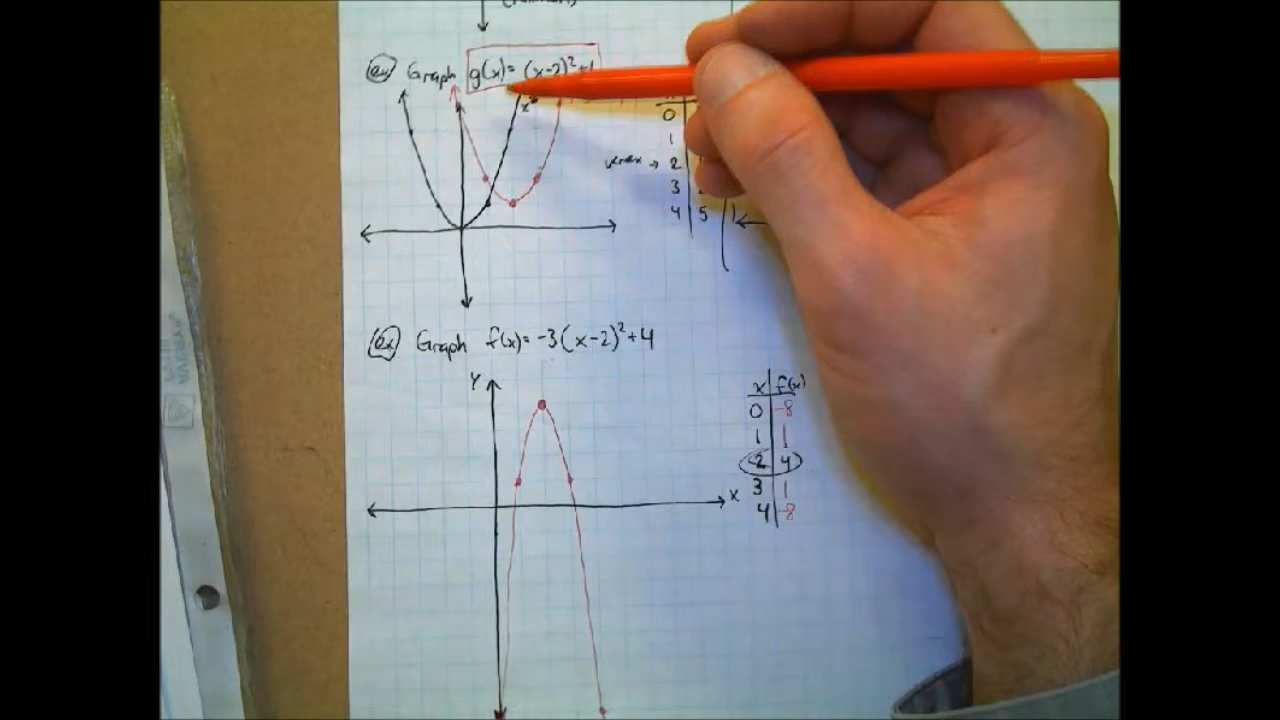 ex Graph g(x)= (x-2)²+1
x²
0
1
vertex → 2
3
4 5
ex Graph f(x)= -3(x-2)²+4
Y
X
x f(x)
0 -8
1 1
2 4
3 1
4 -8